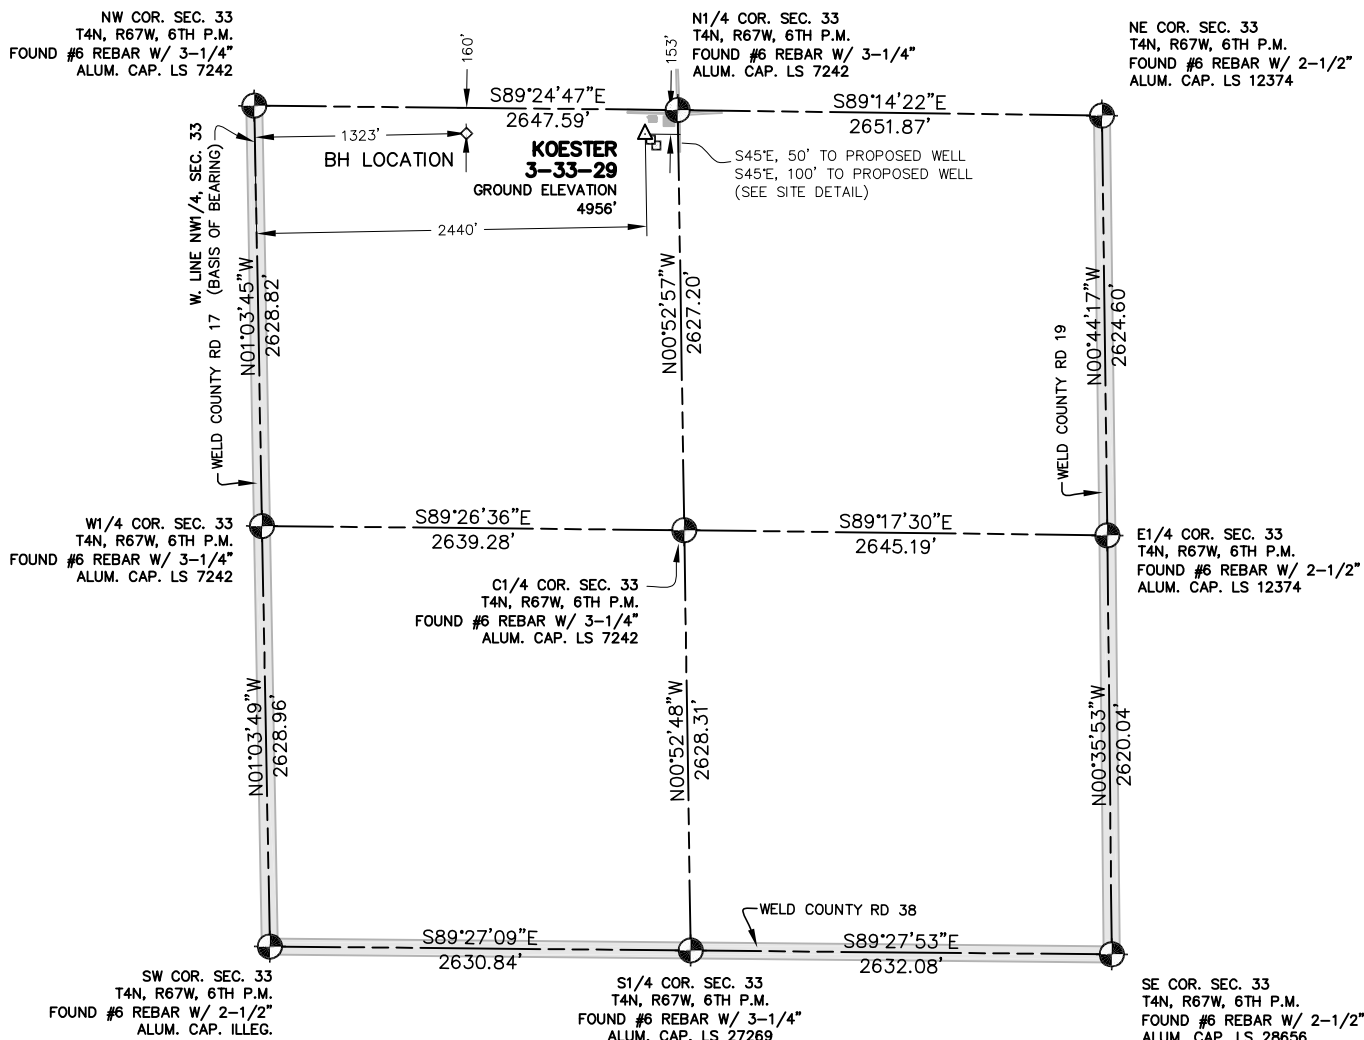 NW COR. SEC. 33
T4N, R67W, 6TH P.M.
FOUND #6 REBAR W/ 3-1/4"
ALUM. CAP. LS 7242
160'
153'
N1/4 COR. SEC. 33
T4N, R67W, 6TH P.M.
FOUND #6 REBAR W/ 3-1/4"
ALUM. CAP. LS 7242
NE COR. SEC. 33
T4N, R67W, 6TH P.M.
FOUND #6 REBAR W/ 2-1/2"
ALUM. CAP. LS 12374
S89°24'47"E
2647.59'
S89°14'22"E
2651.87'
1323'
BH LOCATION
KOESTER
3-33-29
GROUND ELEVATION
4956'
S45°E, 50' TO PROPOSED WELL
S45°E, 100' TO PROPOSED WELL
(SEE SITE DETAIL)
2440'
W. LINE NW1/4, SEC. 33
(BASIS OF BEARING)
WELD COUNTY RD 17
N01°03'45"W
2628.82'
N00°52'57"W
2627.20'
WELD COUNTY RD 19
N00°44'17"W
2624.60'
W1/4 COR. SEC. 33
T4N, R67W, 6TH P.M.
FOUND #6 REBAR W/ 3-1/4"
ALUM. CAP. LS 7242
S89°26'36"E
2639.28'
S89°17'30"E
2645.19'
E1/4 COR. SEC. 33
T4N, R67W, 6TH P.M.
FOUND #6 REBAR W/ 2-1/2"
ALUM. CAP. LS 12374
C1/4 COR. SEC. 33
T4N, R67W, 6TH P.M.
FOUND #6 REBAR W/ 3-1/4"
ALUM. CAP. LS 7242
N01°03'49"W
2628.96'
N00°52'48"W
2628.31'
N00°35'53"W
2620.04'
WELD COUNTY RD 38
S89°27'09"E
2630.84'
S89°27'53"E
2632.08'
SW COR. SEC. 33
T4N, R67W, 6TH P.M.
FOUND #6 REBAR W/ 2-1/2"
ALUM. CAP. ILLEG.
S1/4 COR. SEC. 33
T4N, R67W, 6TH P.M.
FOUND #6 REBAR W/ 3-1/4"
ALUM. CAP. LS 27269
SE COR. SEC. 33
T4N, R67W, 6TH P.M.
FOUND #6 REBAR W/ 2-1/2"
ALUM. CAP. LS 28656